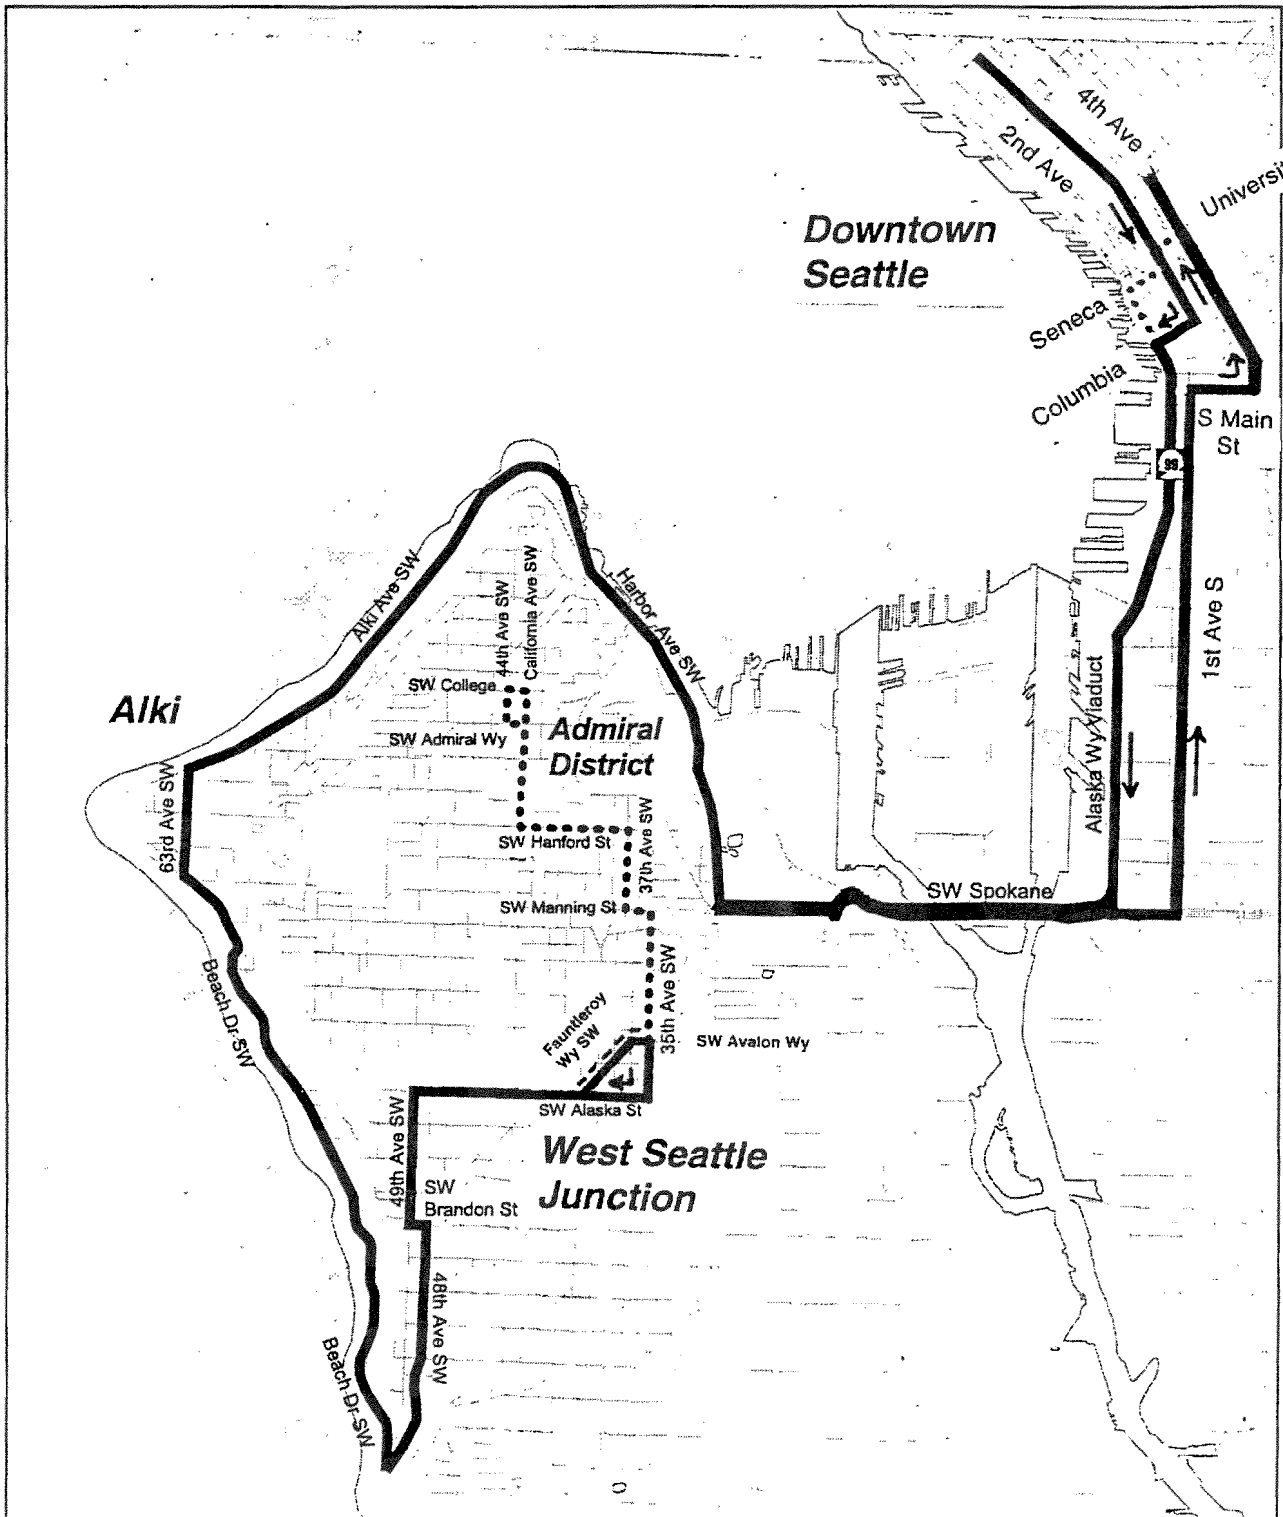 4th Ave
2nd Ave
Universi
Downtown
Seattle
Seneca
Columbia
S Main
St
99
Alki Ave SW
Harbor Ave SW
44th Ave SW
California Ave SW
1st Ave S
SW College
Alki
SW Admiral Wy
Admiral
District
Alaska Wy Viaduct
63rd Ave SW
37th Ave SW
SW Hanford St
SW Spokane
SW Manning St
Beach Dr SW
35th Ave SW
Fauntleroy
Wy SW
SW Avalon Wy
SW Alaska St
49th Ave SW
West Seattle
Junction
SW
Brandon St
48th Ave SW
Beach Dr SW